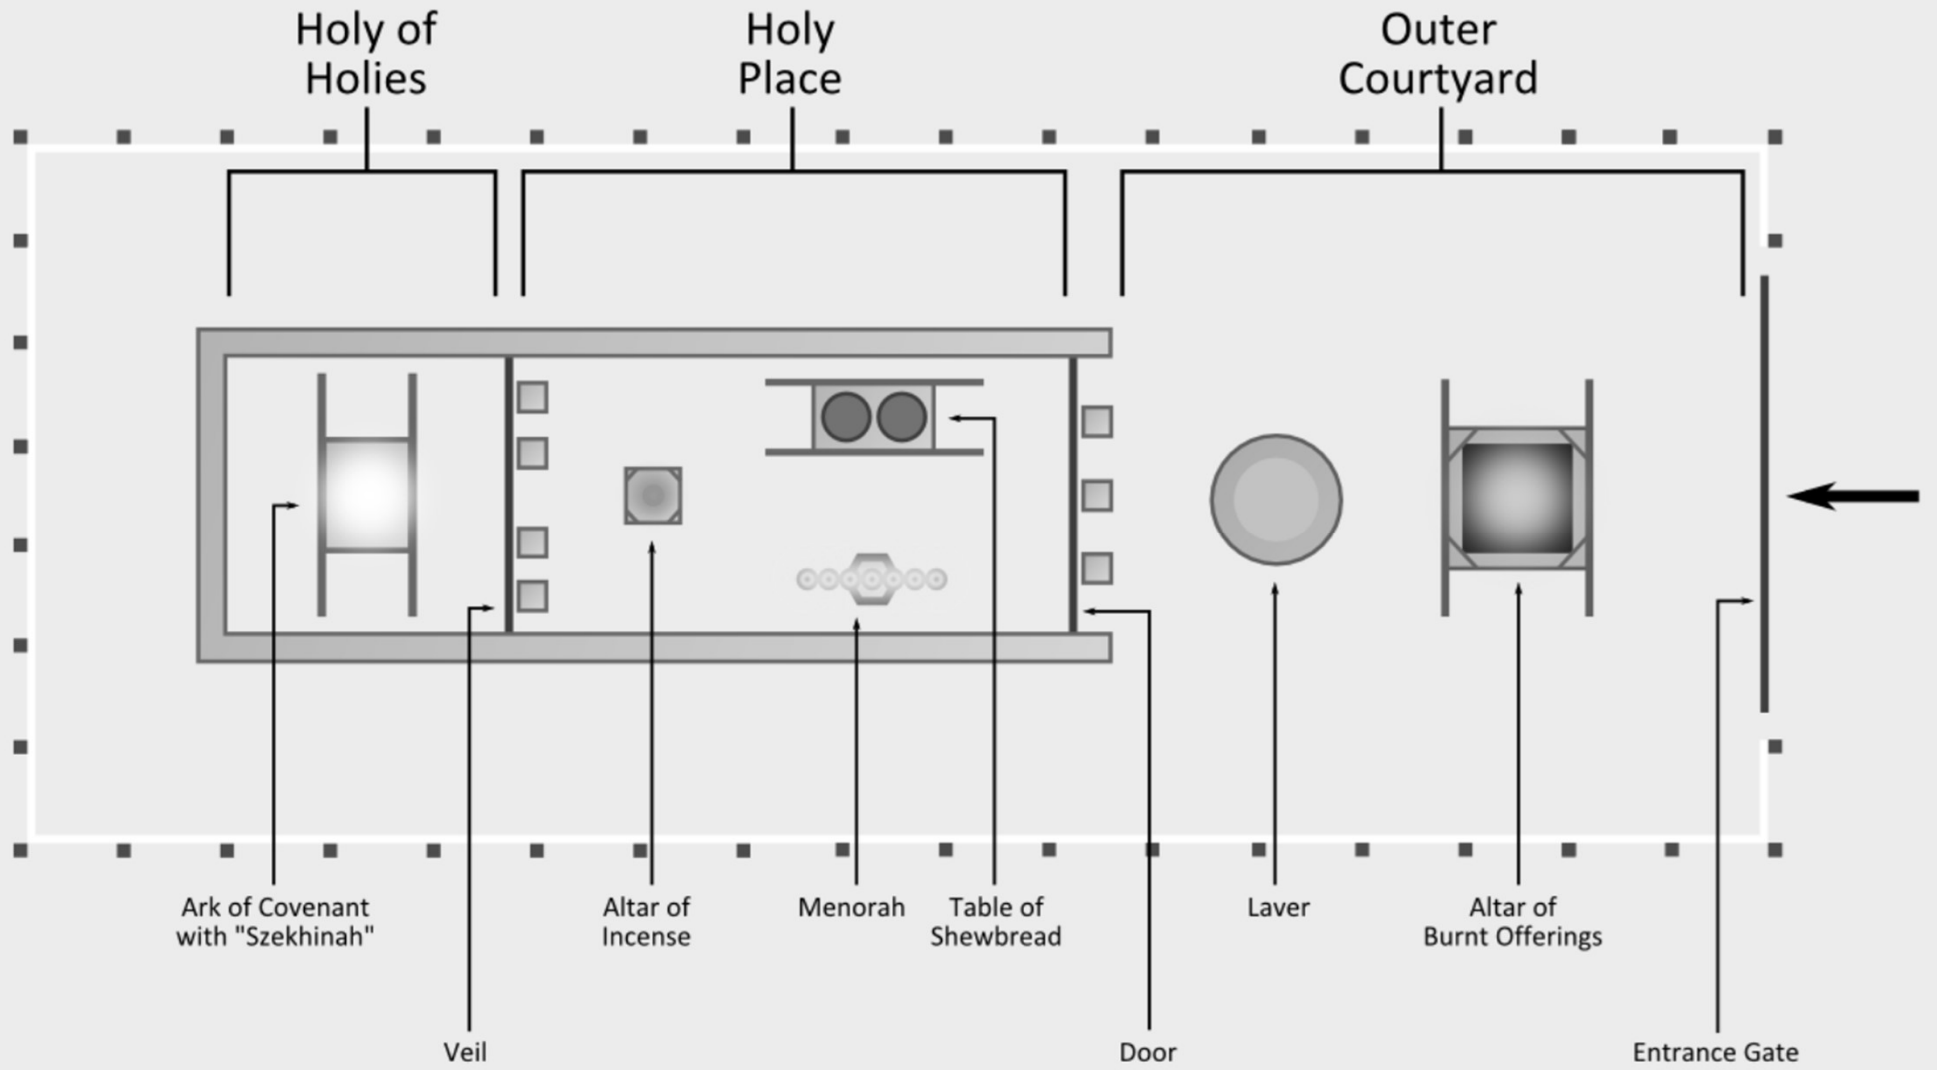 Holy of
Holies
Holy
Place
Outer
Courtyard
Ark of Covenant
with "Szekhinah"
Altar of
Incense
Menorah
Table of
Shewbread
Laver
Altar of
Burnt Offerings
Veil
Door
Entrance Gate